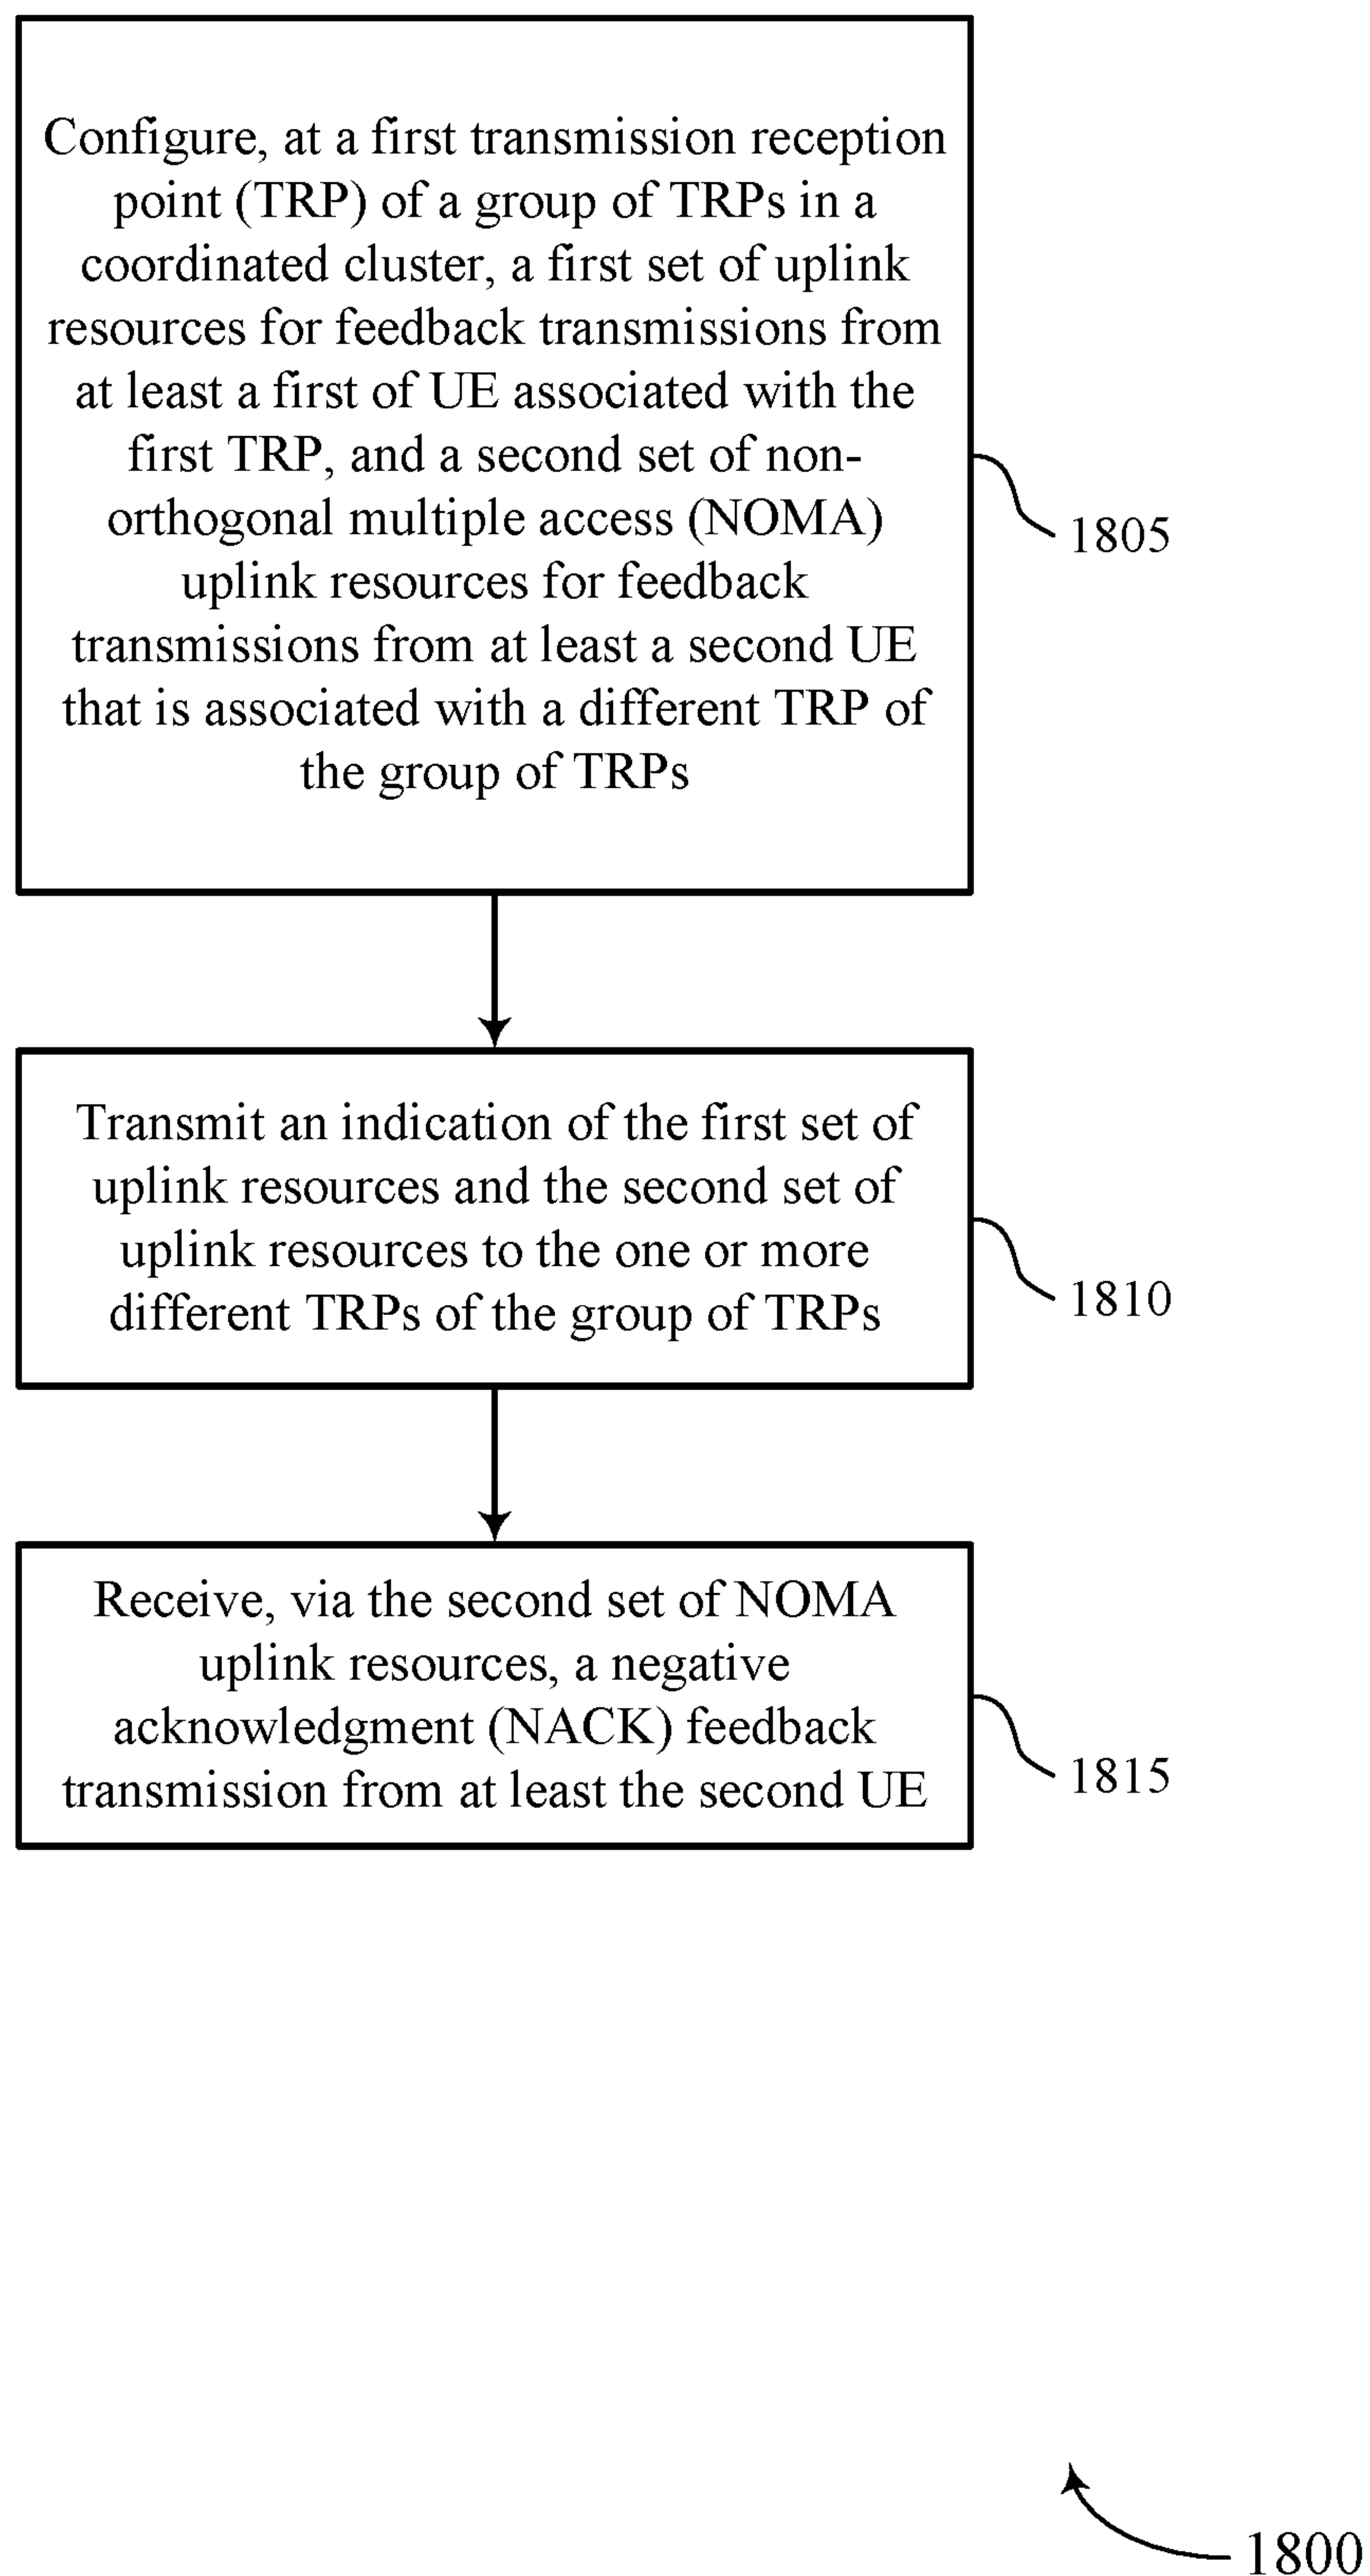 Configure, at a first transmission reception
point (TRP) of a group of TRPs in a
coordinated cluster, a first set of uplink
resources for feedback transmissions from
at least a first of UE associated with the
first TRP, and a second set of non-
orthogonal multiple access (NOMA)
uplink resources for feedback
transmissions from at least a second UE
that is associated with a different TRP of
the group of TRPs
1805
Transmit an indication of the first set of
uplink resources and the second set of
uplink resources to the one or more
different TRPs of the group of TRPs
1810
Receive, via the second set of NOMA
uplink resources, a negative
acknowledgment (NACK) feedback
transmission from at least the second UE
1815
1800